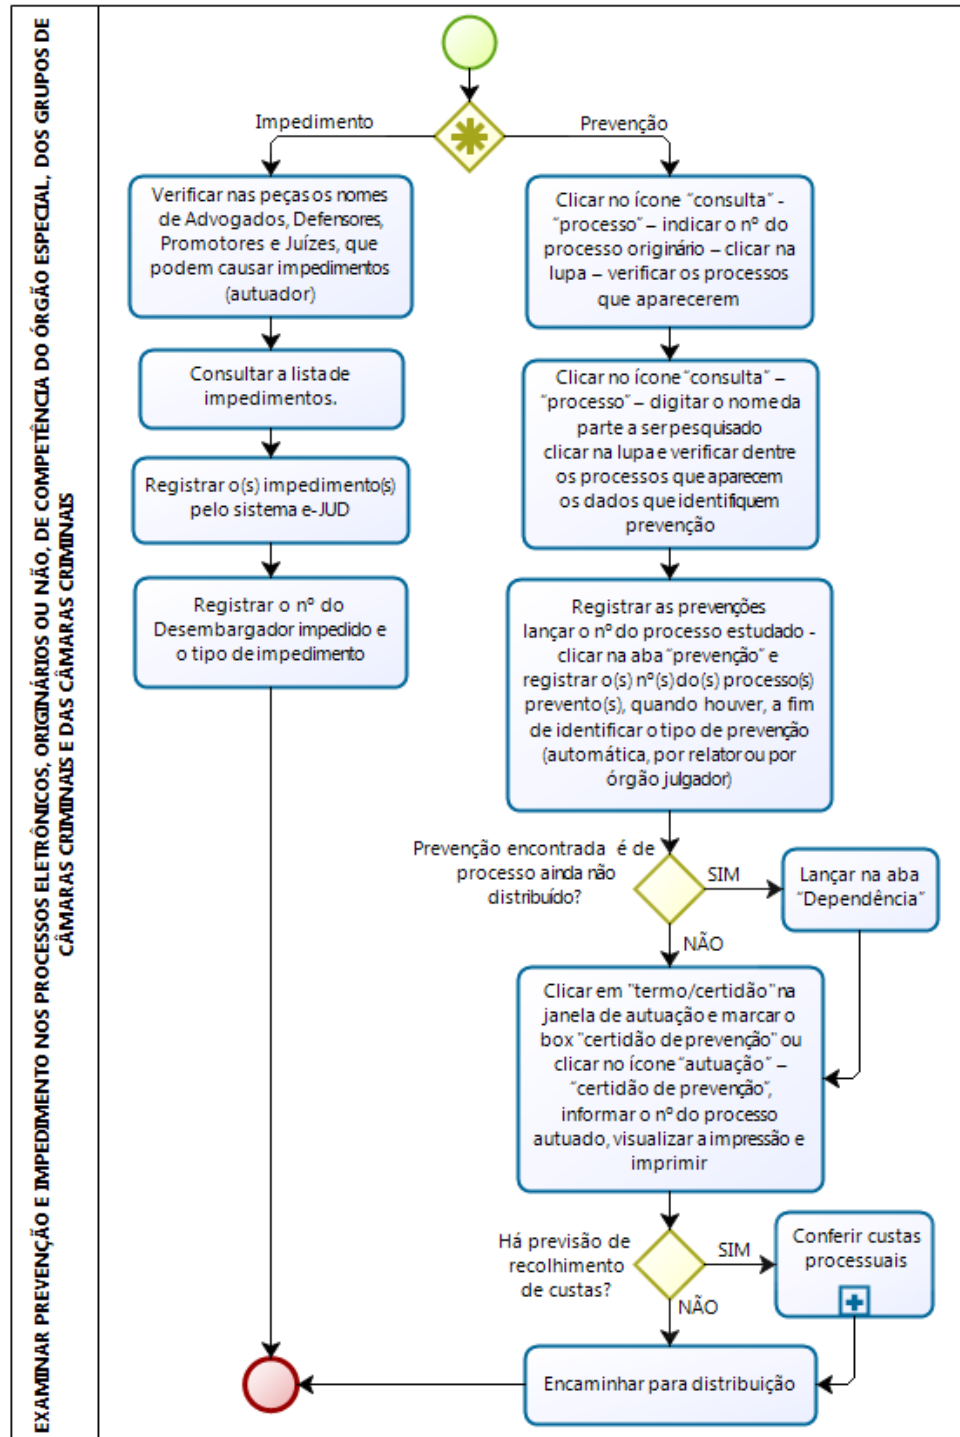 EXAMINAR PREVENÇÃO E IMPEDIMENTO NOS PROCESSOS ELETRÔNICOS, ORIGINÁRIOS OU NÃO, DE COMPETÊNCIA DO ÓRGÃO ESPECIAL, DOS GRUPOS DE
CÂMARAS CRIMINAIS E DAS CÂMARAS CRIMINAIS
Impedimento
Prevenção
Verificar nas peças os nomes
de Advogados, Defensores,
Promotores e Juízes, que
podem causar impedimentos
(autuador)
Consultar a lista de
impedimentos.
Registrar o(s) impedimento(s)
pelo sistema e-JUD
Registrar o nº do
Desembargador impedido e
o tipo de impedimento
Clicar no ícone “consulta” -
“processo” – indicar o nº do
processo originário – clicar na
lupa – verificar os processos
que aparecerem
Clicar no ícone “consulta” –
“processo” – digitar o nome da
parte a ser pesquisado
clicar na lupa e verificar dentre
os processos que aparecem
os dados que identifiquem
prevenção
Registrar as prevenções
lançar o nº do processo estudado -
clicar na aba “prevenção” e
registrar o(s) nº(s) do(s) processo(s)
prevento(s), quando houver, a fim
de identificar o tipo de prevenção
(automática, por relator ou por
órgão julgador)
Prevenção encontrada é de
processo ainda não
distribuído?
SIM
Lançar na aba
“Dependência”
NÃO
Clicar em "termo/certidão" na
janela de autuação e marcar o
box "certidão de prevenção" ou
clicar no ícone “autuação” –
“certidão de prevenção”,
informar o nº do processo
autuado, visualizar a impressão e
imprimir
Há previsão de
recolhimento
de custas?
SIM
Conferir custas
processuais
NÃO
Encaminhar para distribuição